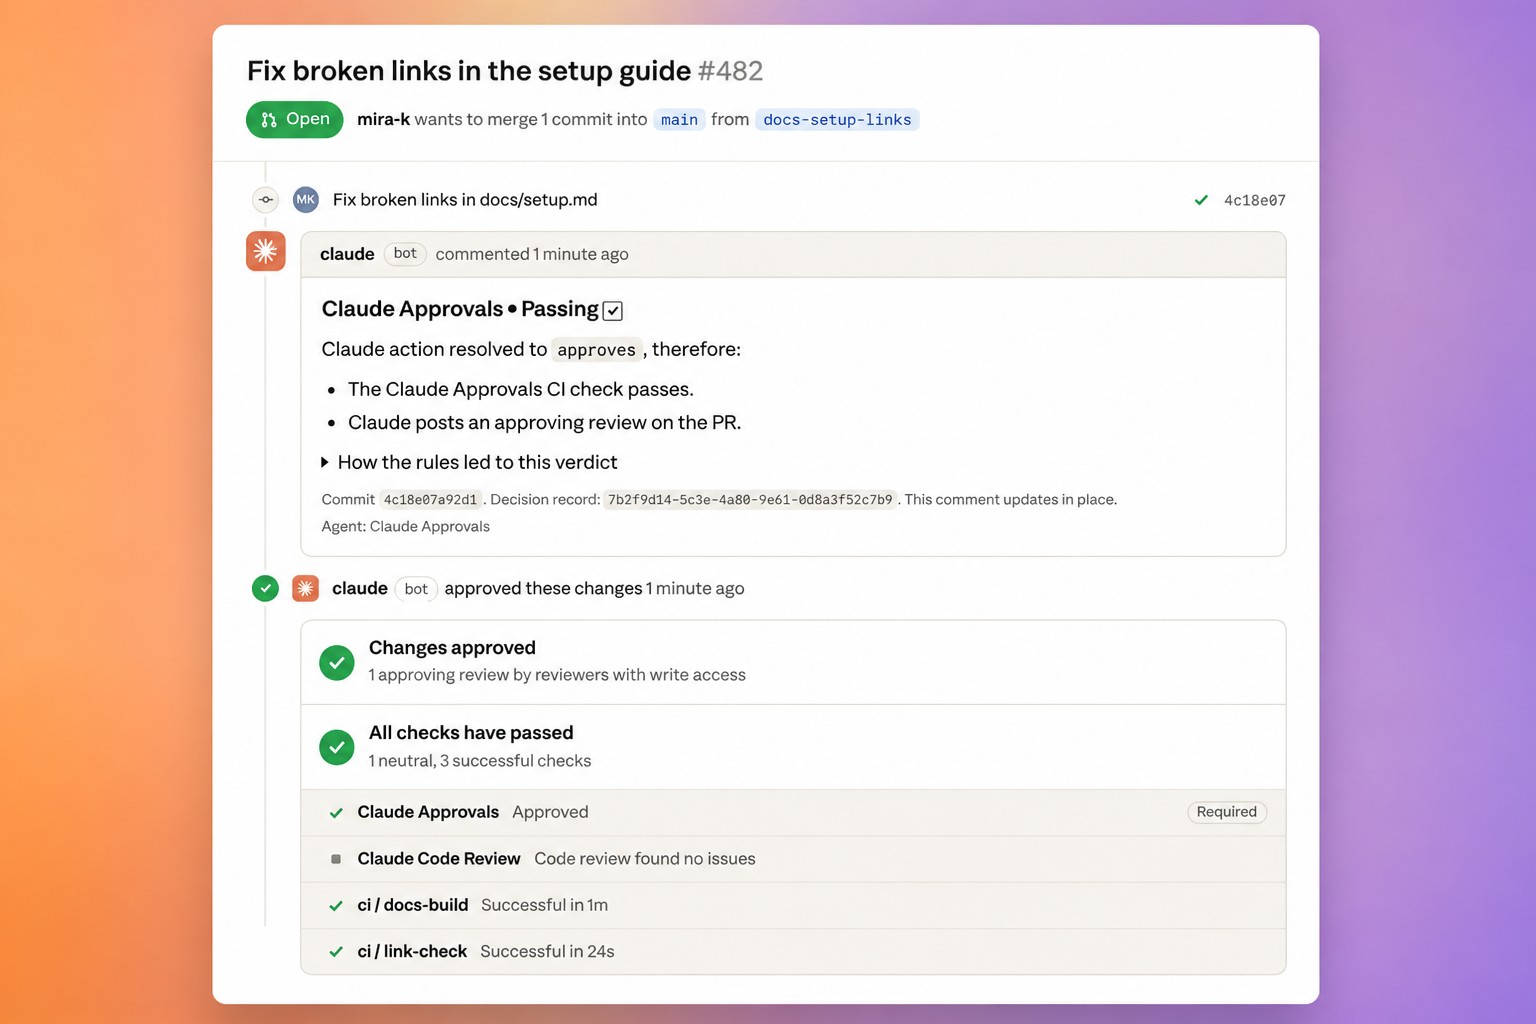 Fix broken links in the setup guide #482
Open mira-k wants to merge 1 commit into main from docs-setup-links
MK Fix broken links in docs/setup.md 4c18e07
claude bot commented 1 minute ago
Claude Approvals • Passing
Claude action resolved to approves, therefore:
• The Claude Approvals CI check passes.
• Claude posts an approving review on the PR.
How the rules led to this verdict
Commit 4c18e07a92d1. Decision record: 7b2f9d14-5c3e-4a80-9e61-0d8a3f52c7b9. This comment updates in place.
Agent: Claude Approvals
claude bot approved these changes 1 minute ago
Changes approved
1 approving review by reviewers with write access
All checks have passed
1 neutral, 3 successful checks
Claude Approvals Approved Required
Claude Code Review Code review found no issues
ci / docs-build Successful in 1m
ci / link-check Successful in 24s